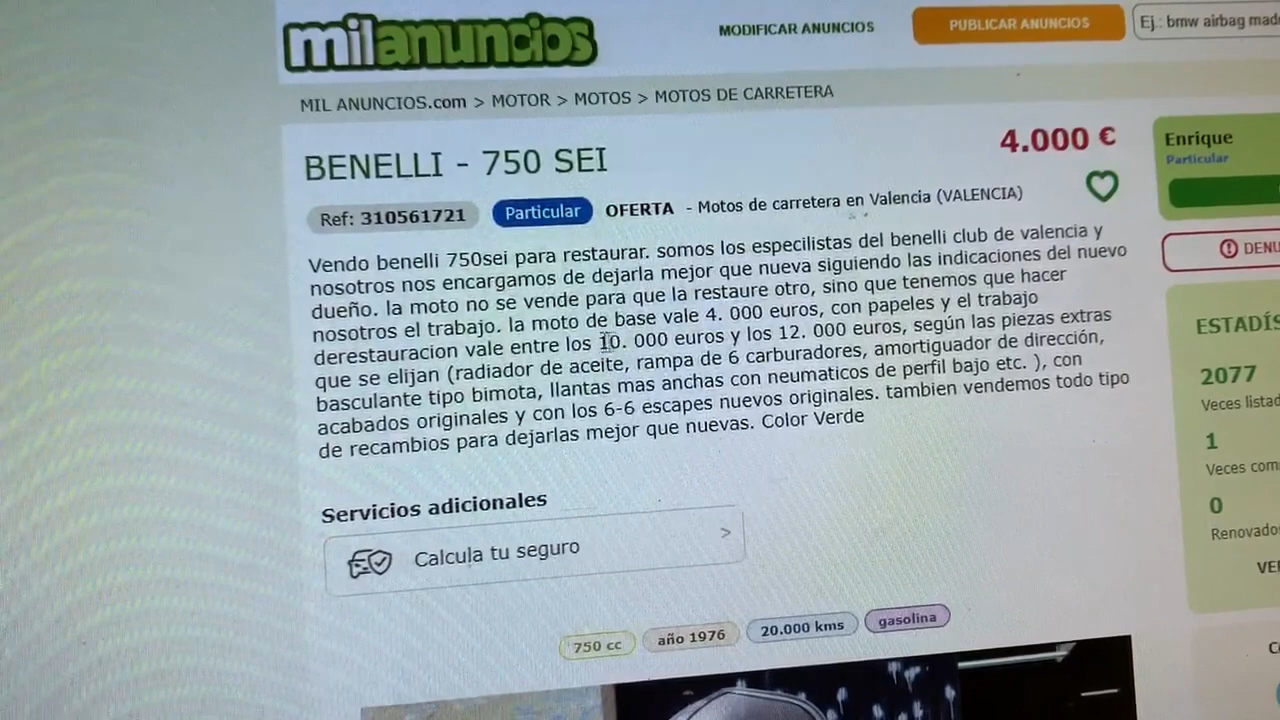 milanuncios
MODIFICAR ANUNCIOS
PUBLICAR ANUNCIOS
Ej.: bmw airbag mad
MIL ANUNCIOS.com > MOTOR > MOTOS > MOTOS DE CARRETERA
BENELLI - 750 SEI
4.000 €
Ref: 310561721
Particular
OFERTA - Motos de carretera en Valencia (VALENCIA)
Vendo benelli 750sei para restaurar. somos los especilistas del benelli club de valencia y
nosotros nos encargamos de dejarla mejor que nueva siguiendo las indicaciones del nuevo
dueño. la moto no se vende para que la restaure otro, sino que tenemos que hacer
nosotros el trabajo. la moto de base vale 4. 000 euros, con papeles y el trabajo
derestauracion vale entre los 10. 000 euros y los 12. 000 euros, según las piezas extras
que se elijan (radiador de aceite, rampa de 6 carburadores, amortiguador de dirección,
basculante tipo bimota, llantas mas anchas con neumaticos de perfil bajo etc. ), con
acabados originales y con los 6-6 escapes nuevos originales. tambien vendemos todo tipo
de recambios para dejarlas mejor que nuevas. Color Verde
Servicios adicionales
Calcula tu seguro >
750 cc
año 1976
20.000 kms
gasolina
Enrique
Particular
DENU
ESTADÍS
2077
Veces listad
1
Veces com
0
Renovado
VE